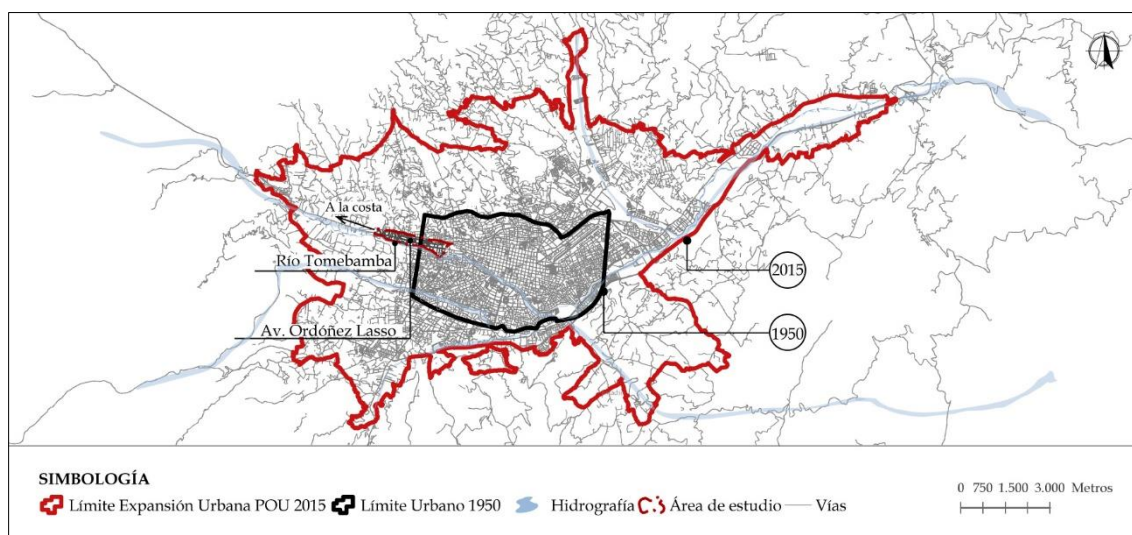 A la costa
Río Tomebamba
2015
Av. Ordóñez Lasso
1950
SIMBOLOGÍA
Límite Expansión Urbana POU 2015 Límite Urbano 1950 Hidrografía Área de estudio Vías
0 750 1.500 3.000 Metros